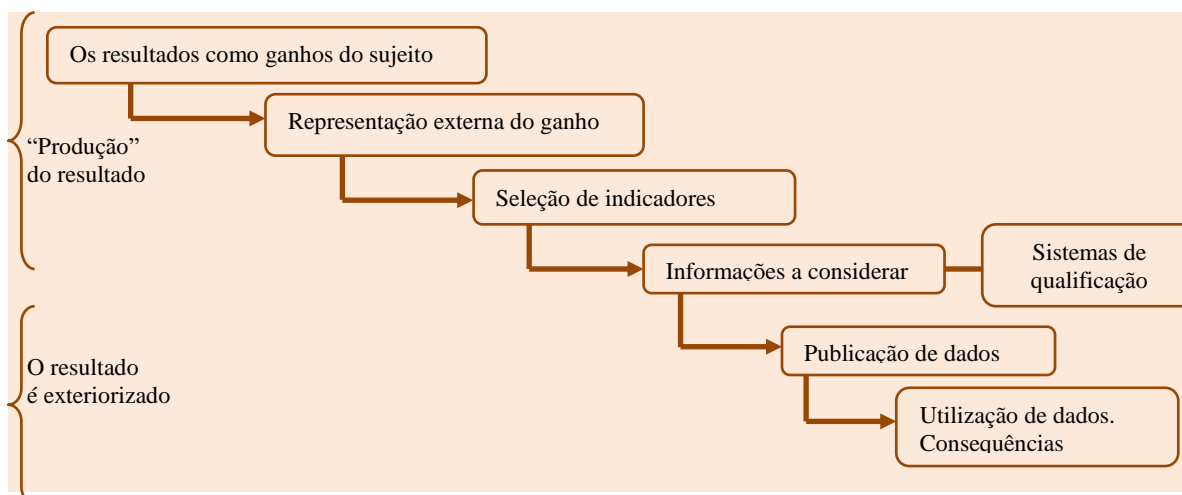 Os resultados como ganhos do sujeito
Representação externa do ganho
“Produção”
do resultado
Seleção de indicadores
Informações a considerar
Sistemas de
qualificação
Publicação de dados
O resultado
é exteriorizado
Utilização de dados.
Consequências